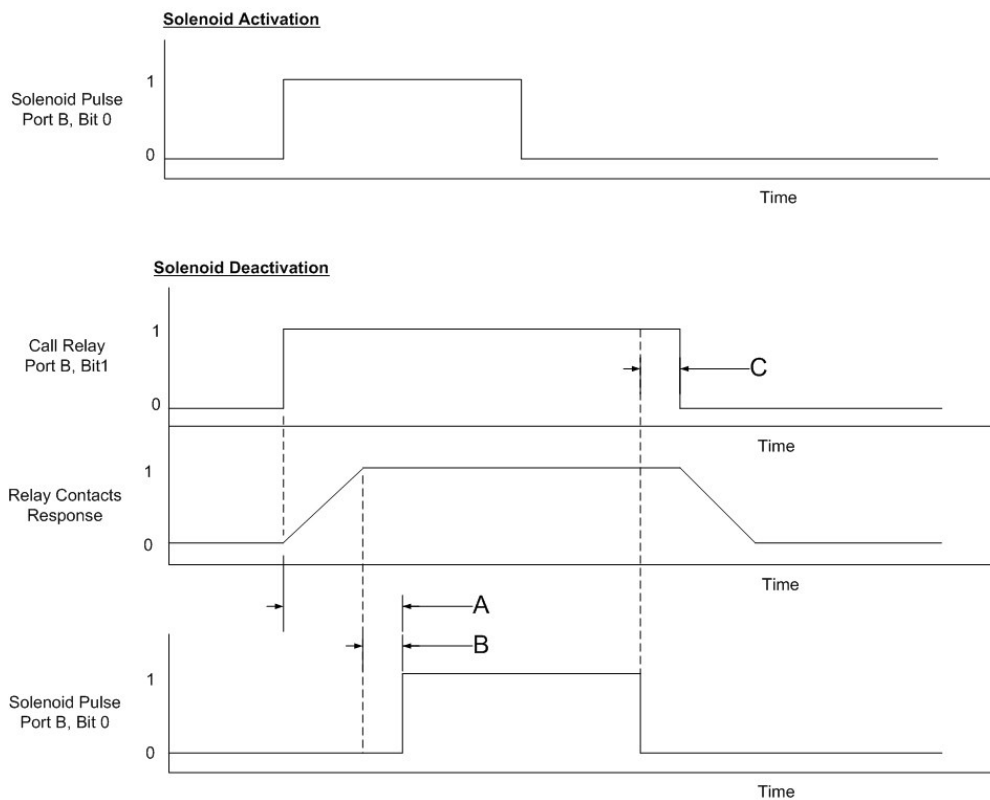 Solenoid Activation
1
Solenoid Pulse
Port B, Bit 0
0
Time
Solenoid Deactivation
1
Call Relay
Port B, Bit1
C
0
Time
1
Relay Contacts
Response
0
Time
A
B
1
Solenoid Pulse
Port B, Bit 0
0
Time